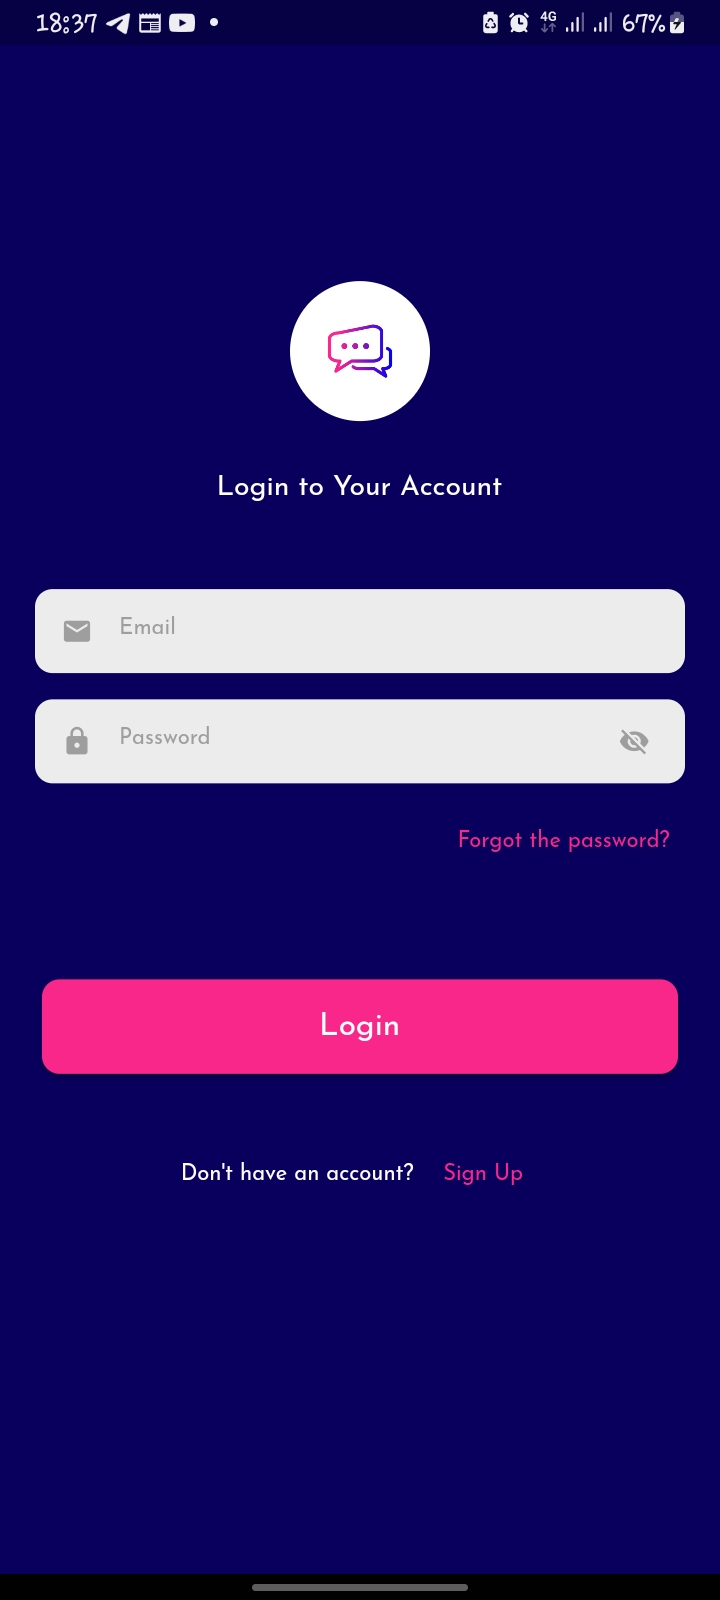 18:37 4G 67%
Login to Your Account
Email
Password
Forgot the password?
Login
Don't have an account? Sign Up